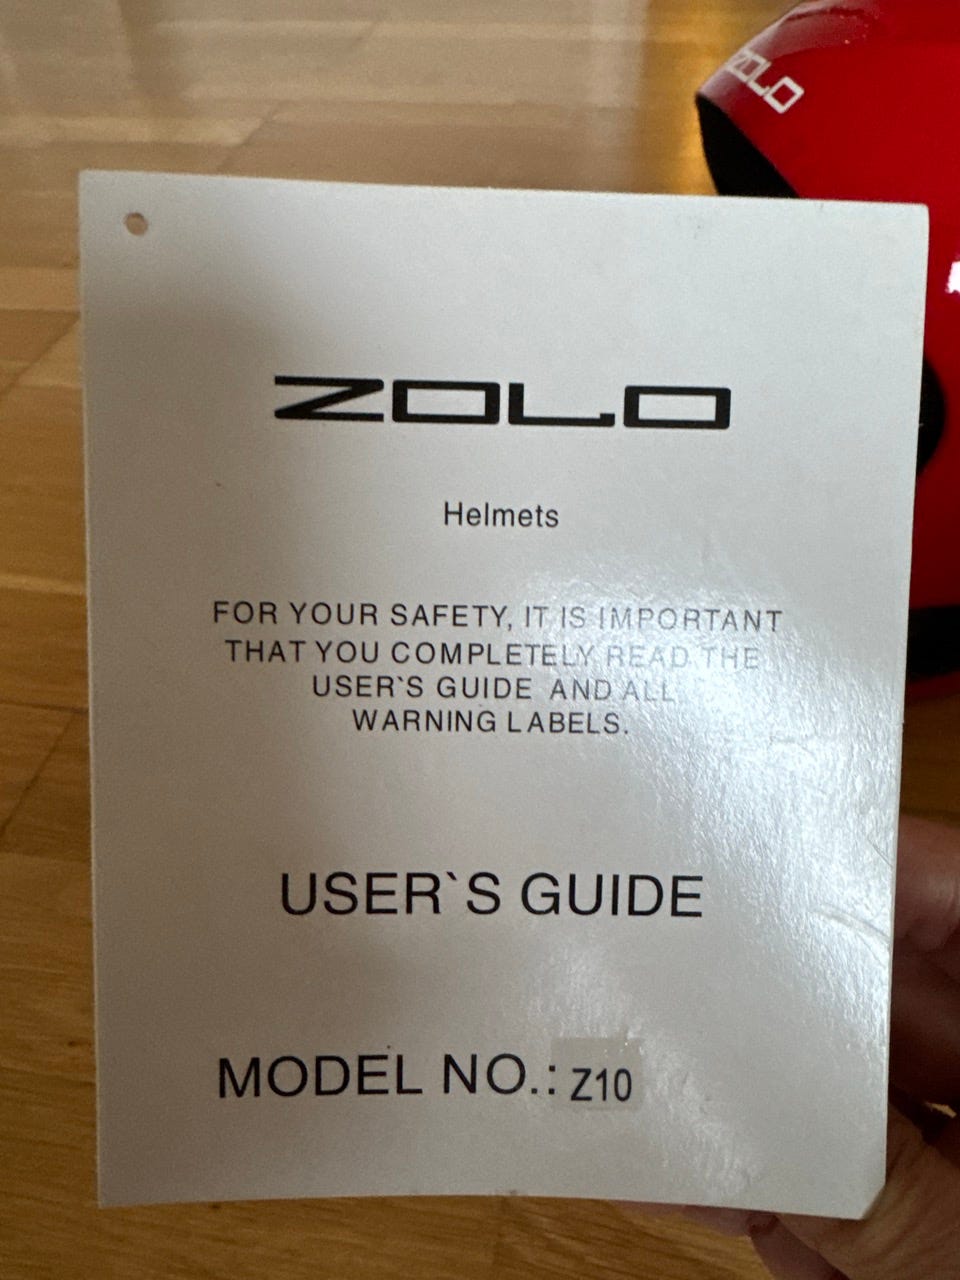 ZOLO
ZOLO
Helmets
FOR YOUR SAFETY, IT IS IMPORTANT
THAT YOU COMPLETELY READ THE
USER`S GUIDE AND ALL
WARNING LABELS.
USER`S GUIDE
MODEL NO.: Z10